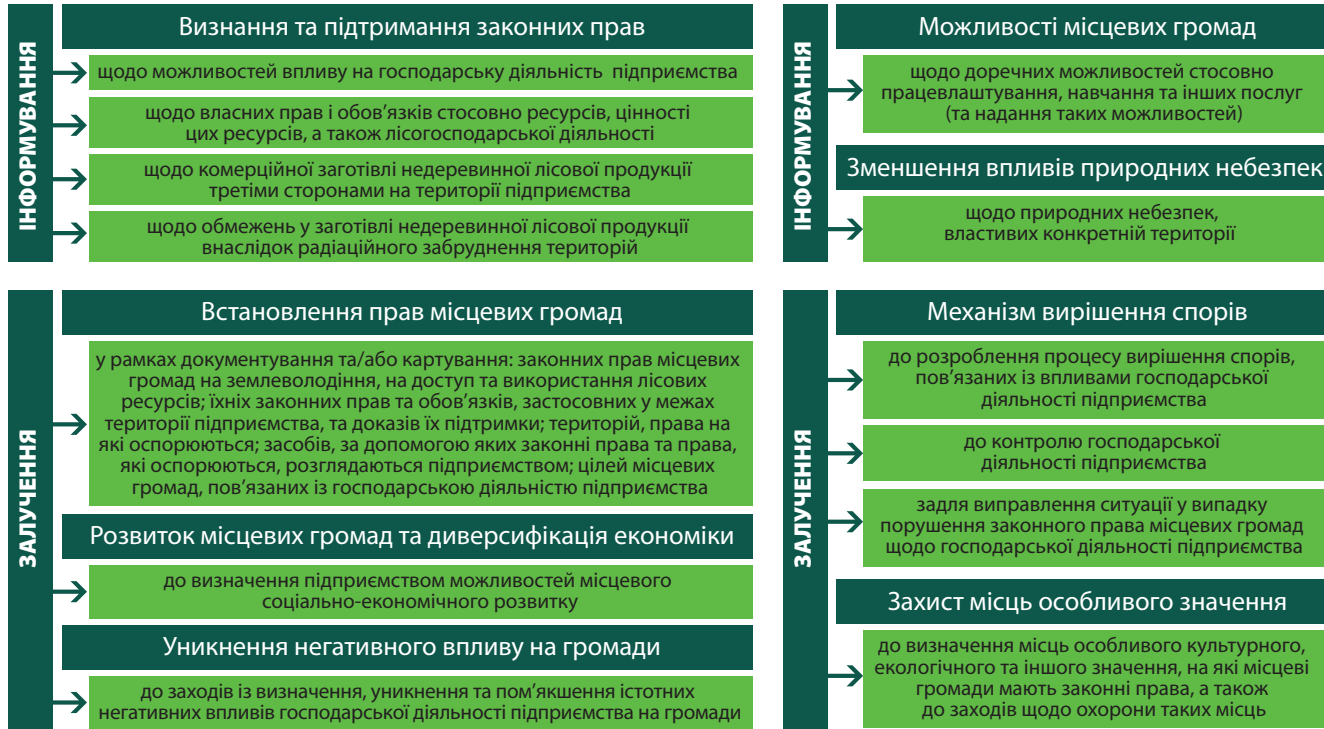 ІНФОРМУВАННЯ
Визнання та підтримання законних прав
щодо можливостей впливу на господарську діяльність підприємства
щодо власних прав і обов’язків стосовно ресурсів, цінності
цих ресурсів, а також лісогосподарської діяльності
щодо комерційної заготівлі недеревинної лісової продукції
третіми сторонами на території підприємства
щодо обмежень у заготівлі недеревинної лісової продукції
внаслідок радіаційного забруднення територій
ІНФОРМУВАННЯ
Можливості місцевих громад
щодо доречних можливостей стосовно
працевлаштування, навчання та інших послуг
(та надання таких можливостей)
Зменшення впливів природних небезпек
щодо природних небезпек,
властивих конкретній території
ЗАЛУЧЕННЯ
Встановлення прав місцевих громад
у рамках документування та/або картування: законних прав місцевих
громад на землеволодіння, на доступ та використання лісових
ресурсів; їхніх законних прав та обов’язків, застосовних у межах
території підприємства, та доказів їх підтримки; територій, права на
які оспорюються; засобів, за допомогою яких законні права та права,
які оспорюються, розглядаються підприємством; цілей місцевих
громад, пов’язаних із господарською діяльністю підприємства
Розвиток місцевих громад та диверсифікація економіки
до визначення підприємством можливостей місцевого
соціально-економічного розвитку
Уникнення негативного впливу на громади
до заходів із визначення, уникнення та пом’якшення істотних
негативних впливів господарської діяльності підприємства на громади
ЗАЛУЧЕННЯ
Механізм вирішення спорів
до розроблення процесу вирішення спорів,
пов’язаних із впливами господарської
діяльності підприємства
до контролю господарської
діяльності підприємства
задля виправлення ситуації у випадку
порушення законного права місцевих громад
щодо господарської діяльності підприємства
Захист місць особливого значення
до визначення місць особливого культурного,
екологічного та іншого значення, на які місцеві
громади мають законні права, а також
до заходів щодо охорони таких місць